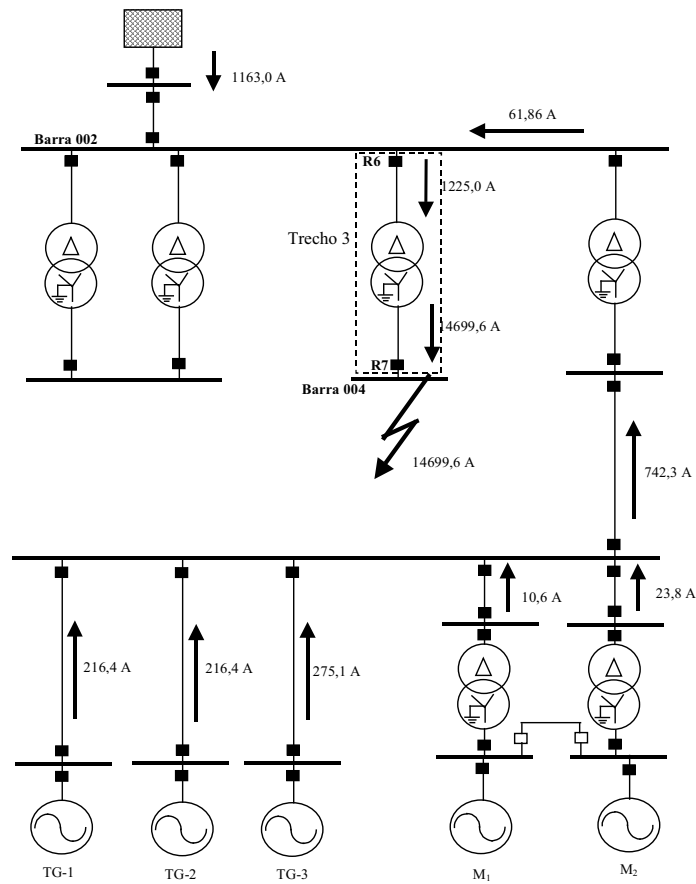 1163,0 A
61,86 A
Barra 002
R6
1225,0 A
Trecho 3
14699,6 A
R7
Barra 004
14699,6 A
742,3 A
10,6 A
23,8 A
216,4 A
216,4 A
275,1 A
TG-1
TG-2
TG-3
M1
M2